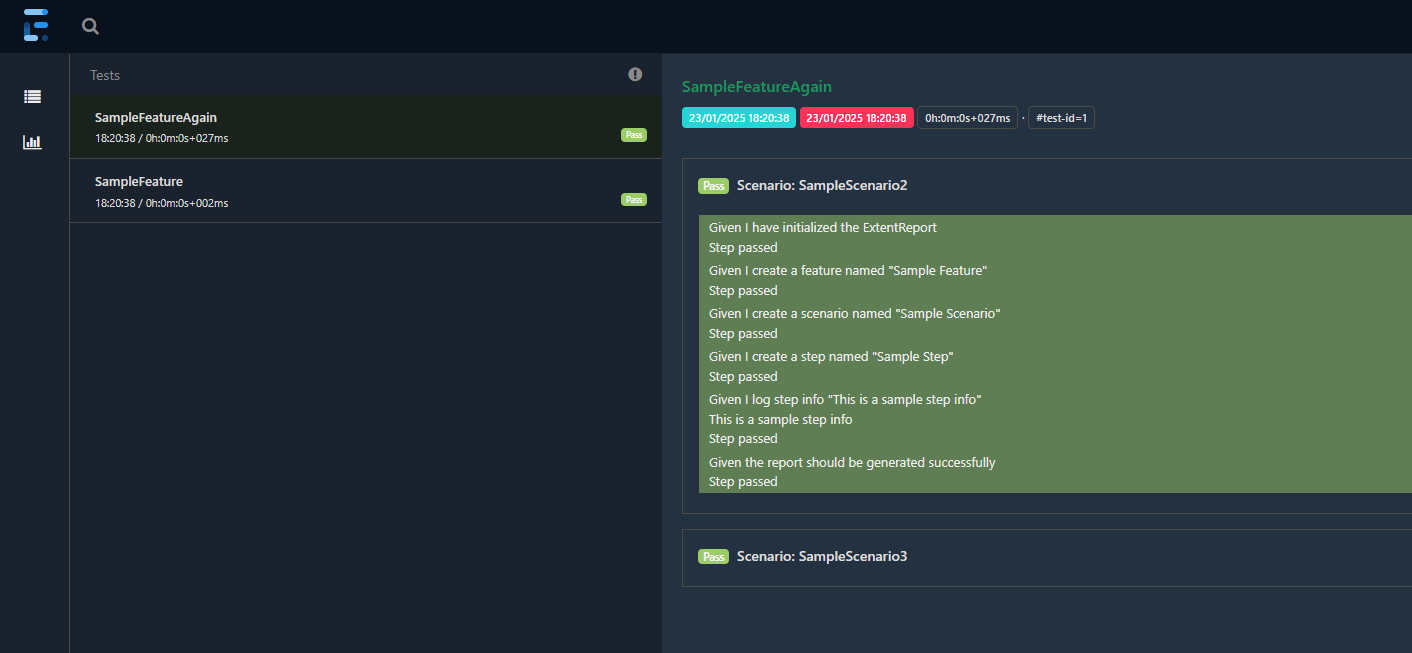 Tests
SampleFeatureAgain
18:20:38 / 0h:0m:0s+027ms
Pass
SampleFeature
18:20:38 / 0h:0m:0s+002ms
Pass
SampleFeatureAgain
23/01/2025 18:20:38 23/01/2025 18:20:38 0h:0m:0s+027ms · #test-id=1
Pass Scenario: SampleScenario2
Given I have initialized the ExtentReport
Step passed
Given I create a feature named "Sample Feature"
Step passed
Given I create a scenario named "Sample Scenario"
Step passed
Given I create a step named "Sample Step"
Step passed
Given I log step info "This is a sample step info"
This is a sample step info
Step passed
Given the report should be generated successfully
Step passed
Pass Scenario: SampleScenario3